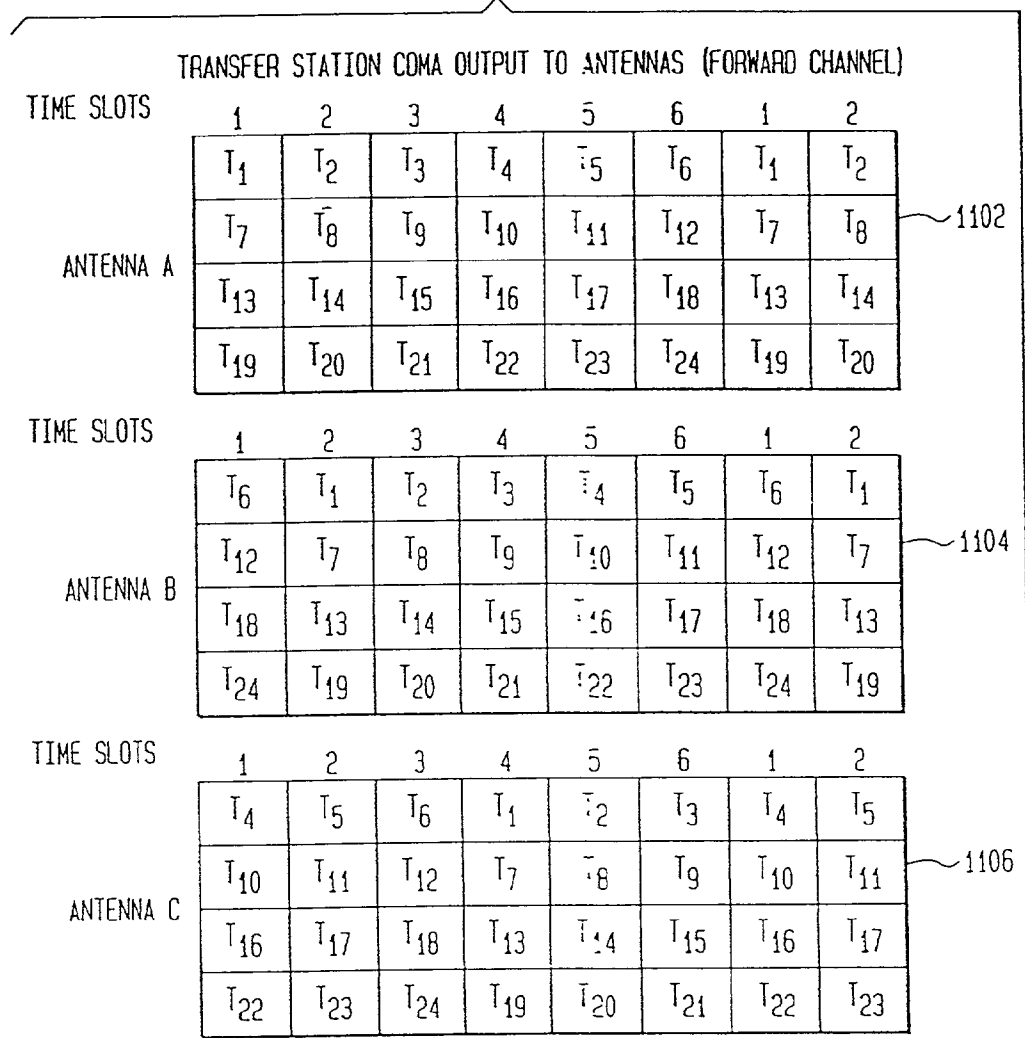 TRANSFER STATION CDMA OUTPUT TO ANTENNAS (FORWARD CHANNEL)
TIME SLOTS 1 2 3 4 5 6 1 2
T1 T2 T3 T4 T5 T6 T1 T2
T7 T8 T9 T10 T11 T12 T7 T8 1102
ANTENNA A
T13 T14 T15 T16 T17 T18 T13 T14
T19 T20 T21 T22 T23 T24 T19 T20
TIME SLOTS 1 2 3 4 5 6 1 2
T6 T1 T2 T3 T4 T5 T6 T1
T12 T7 T8 T9 T10 T11 T12 T7 1104
ANTENNA B
T18 T13 T14 T15 T16 T17 T18 T13
T24 T19 T20 T21 T22 T23 T24 T19
TIME SLOTS 1 2 3 4 5 6 1 2
T4 T5 T6 T1 T2 T3 T4 T5
T10 T11 T12 T7 T8 T9 T10 T11 1106
ANTENNA C
T16 T17 T18 T13 T14 T15 T16 T17
T22 T23 T24 T19 T20 T21 T22 T23